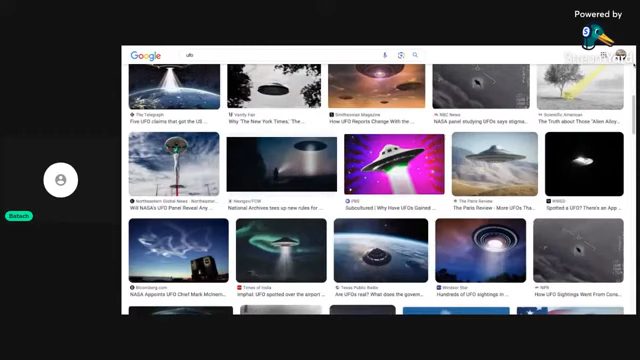 Powered by
StreamYard
Google
ufo
The Telegraph
Five UFO claims that got the US ...
Vanity Fair
Why 'The New York Times,' 'The ...
Smithsonian Magazine
How UFO Reports Change With the ...
NBC News
NASA panel studying UFOs says stigma...
Scientific American
The Truth about Those "Alien Alloy...
Northeastern Global News - Northeaster...
Will NASA's UFO Panel Reveal Any ...
Nextgov/FCW
National Archives tees up new rules for ...
PBS
Subcultured | Why Have UFOs Gained ...
The Paris Review
The Paris Review - More UFOs Tha...
WIRED
Spotted a UFO? There's an App ...
Bloomberg.com
NASA Appoints UFO Chief Mark McInern...
Times of India
Imphal: UFO spotted over the airport ...
Texas Public Radio
Are UFOs real? What does the govern...
Windsor Star
Hundreds of UFO sightings in ...
NPR
How UFO Sightings Went From Cons...
Batach